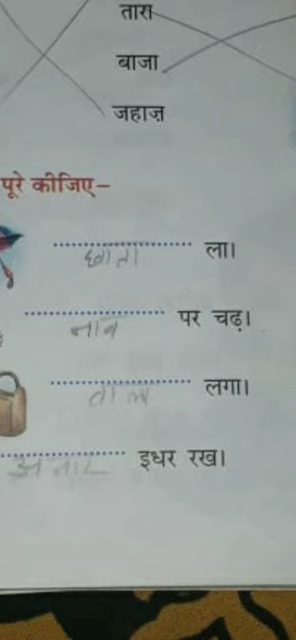 तारा
बाजा
जहाज़
पूरे कीजिए–
छाता ला।
नाव पर चढ़।
ताला लगा।
अनार इधर रख।